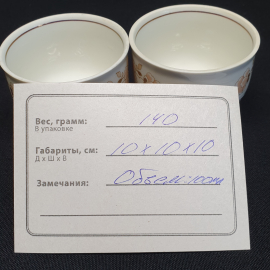 Вес, грамм: 140
В упаковке
Габариты, см: 10x10x10
Д x Ш x В
Замечания: Объем: 100мл